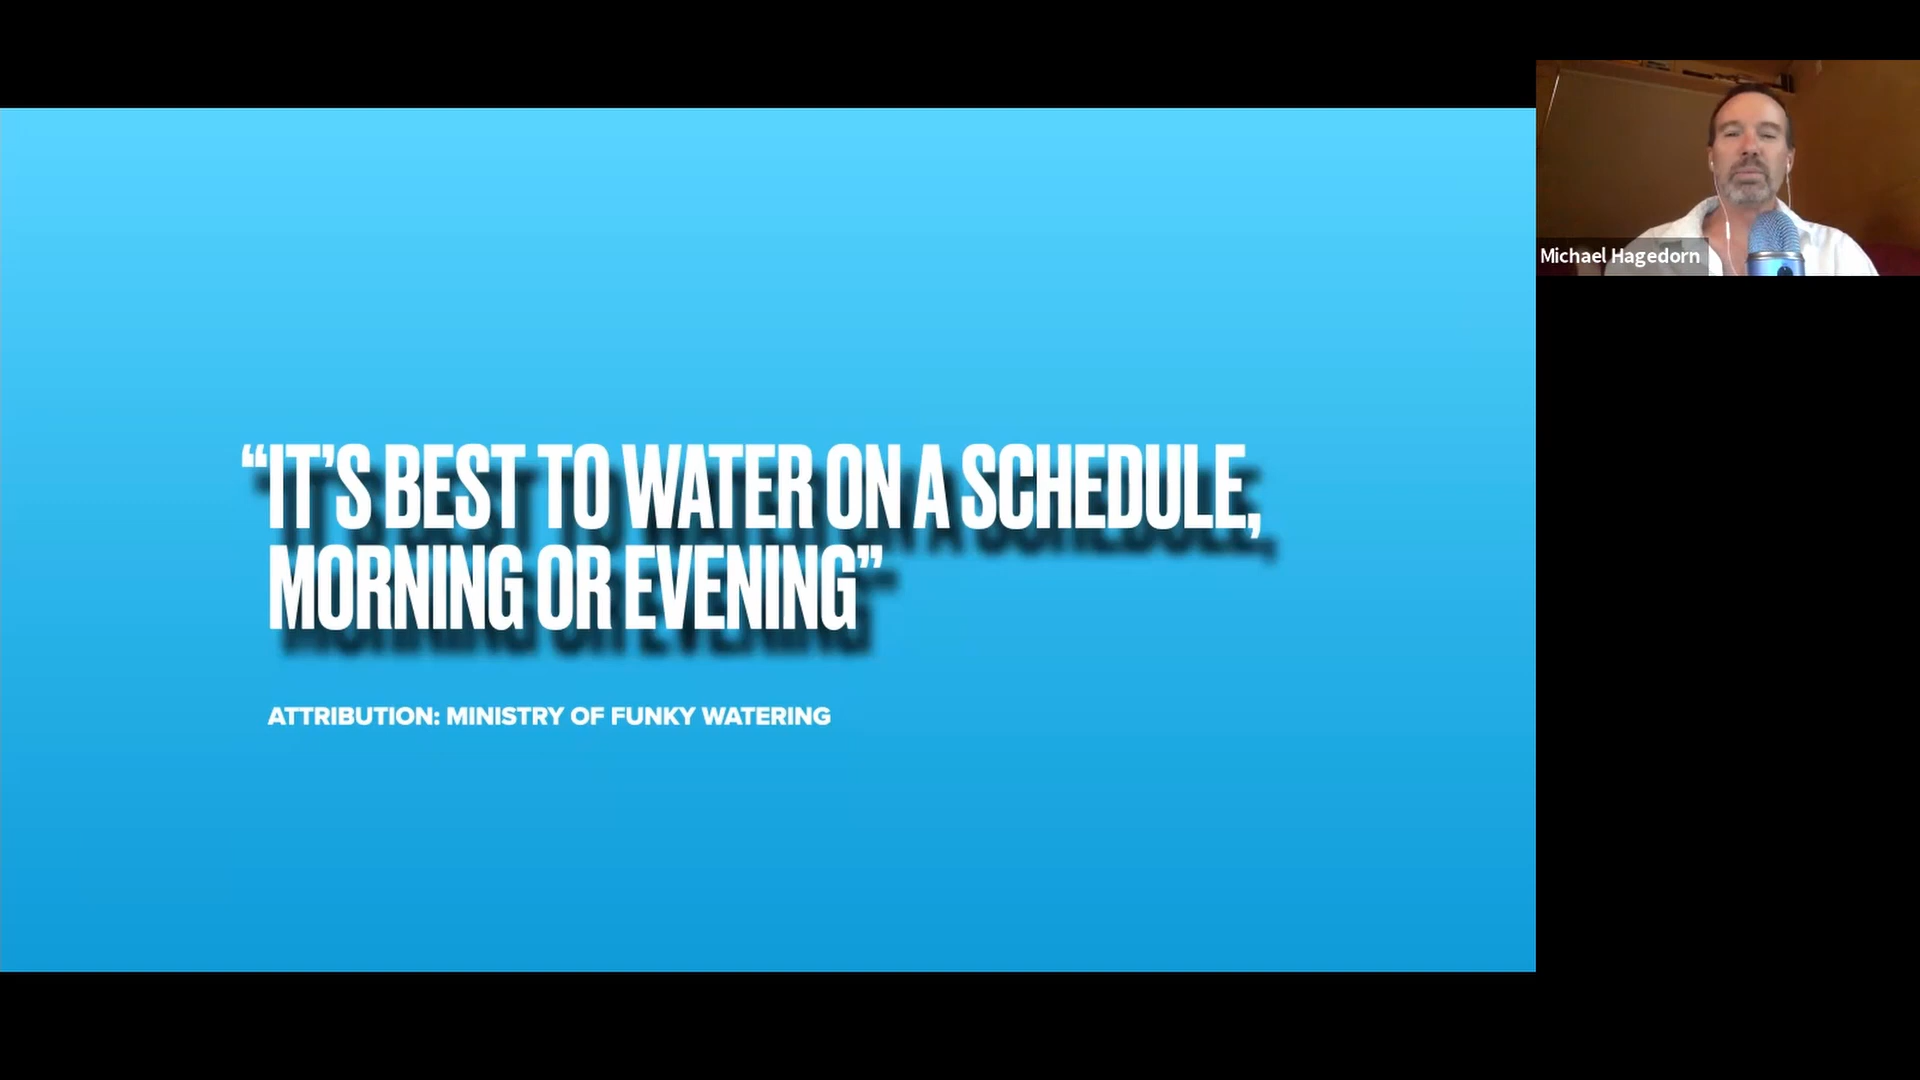 “IT’S BEST TO WATER ON A SCHEDULE,
MORNING OR EVENING”
ATTRIBUTION: MINISTRY OF FUNKY WATERING
Michael Hagedorn